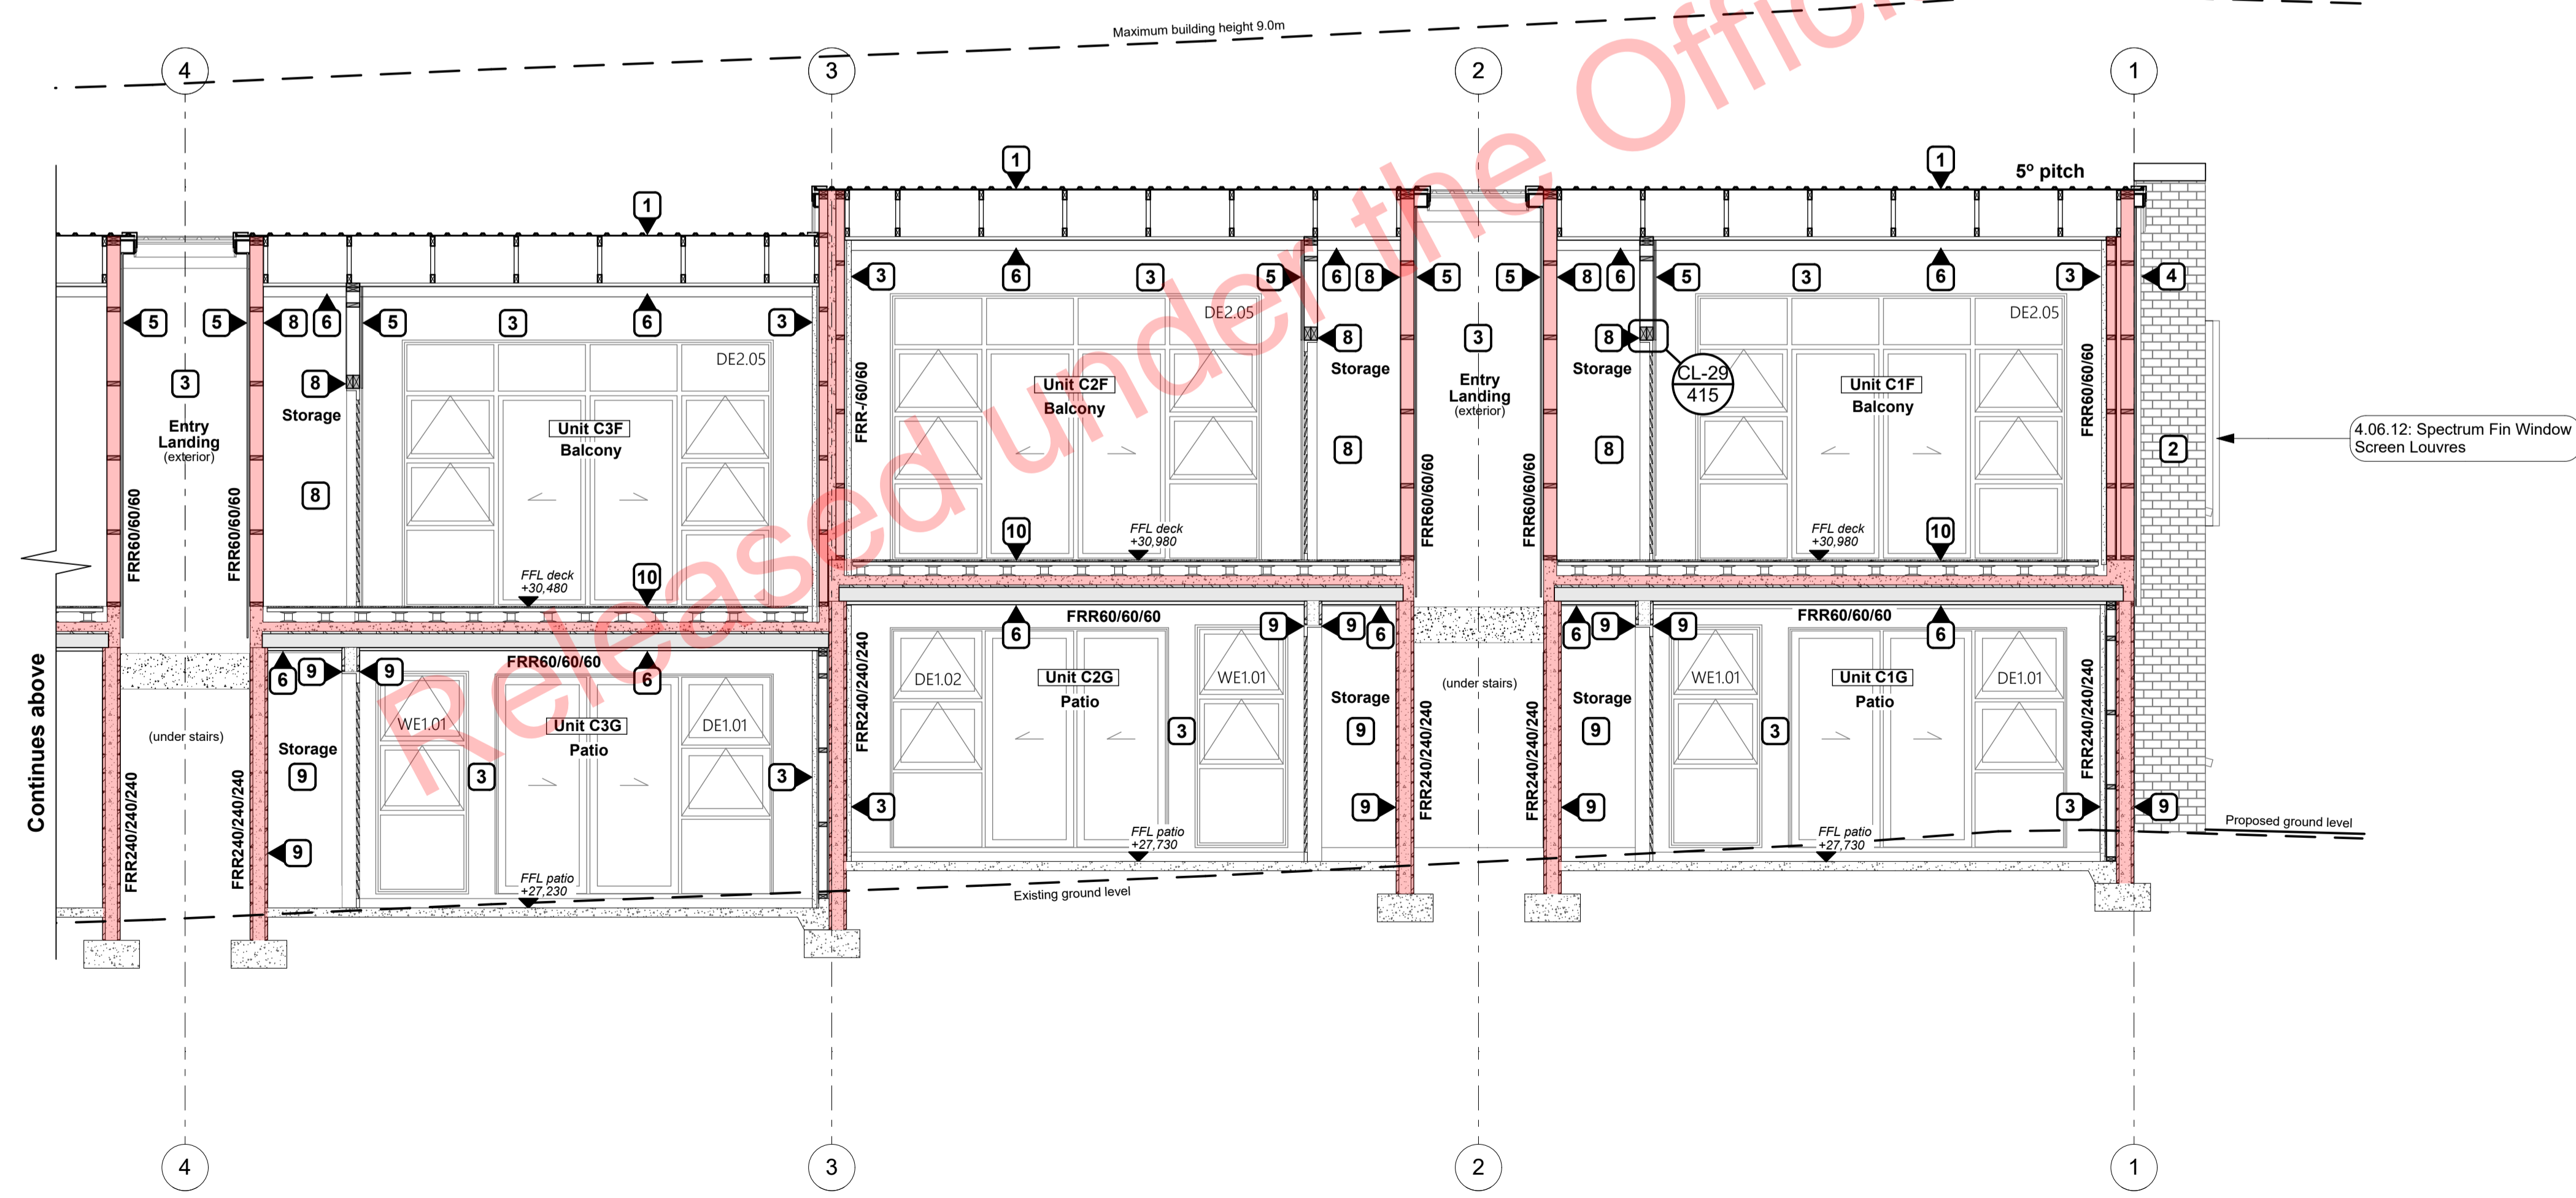 Maximum building height 9.0m
4
3
2
1
1
1
1
5º pitch
5
5
8
6
5
3
6
3
3
6
3
5
6
8
5
5
8
6
5
3
6
3
4
DE2.05
DE2.05
DE2.05
3
Entry
Landing
(exterior)
8
Storage
8
Unit C3F
Balcony
FRR-/60/60
Unit C2F
Balcony
8
Storage
8
3
Entry
Landing
(exterior)
8
Storage
8
CL-29
415
Unit C1F
Balcony
FRR60/60/60
2
4.06.12: Spectrum Fin Window
Screen Louvres
FRR60/60/60
FRR60/60/60
FRR60/60/60
FRR60/60/60
FFL deck
+30,480
10
10
FFL deck
+30,980
FFL deck
+30,980
10
Continues above
6
9
9
FRR60/60/60
6
6
FRR60/60/60
9
9
6
6
9
9
FRR60/60/60
6
(under stairs)
Storage
9
9
WE1.01
3
Unit C3G
Patio
DE1.01
3
FRR240/240/240
DE1.02
Unit C2G
Patio
3
WE1.01
Storage
9
9
3
(under stairs)
Storage
9
9
WE1.01
3
Unit C1G
Patio
DE1.01
3
9
FRR240/240/240
FRR240/240/240
FRR240/240/240
FRR240/240/240
FRR240/240/240
FFL patio
+27,230
FFL patio
+27,730
FFL patio
+27,730
Existing ground level
Proposed ground level
4
3
2
1
Released under the Offic